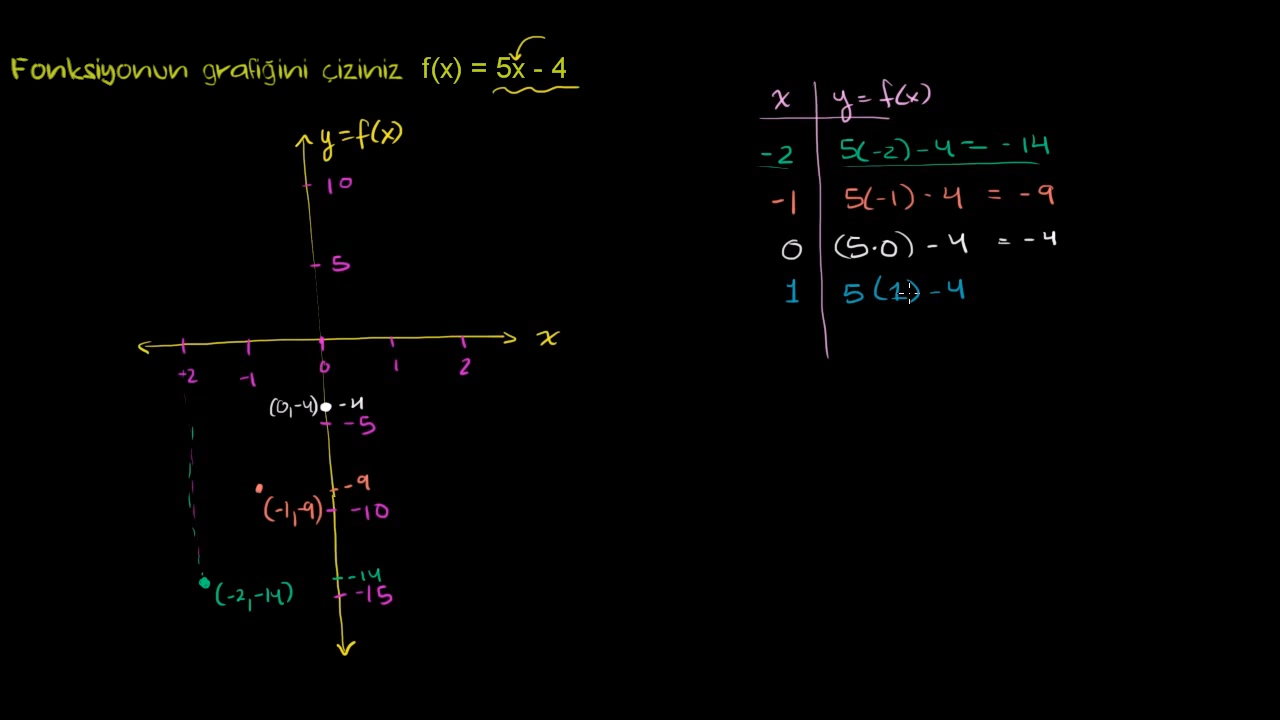 Fonksiyonun grafiğini çiziniz f(x) = 5x - 4
x y = f(x)
-2 5(-2) - 4 = -14
-1 5(-1) - 4 = -9
0 (5·0) - 4 = -4
1 5(1) - 4
y = f(x)
10
5
x
-2 -1 0 1 2
(0,-4) -4
-5
-9
(-1,-9) -10
-14
(-2,-14) -15